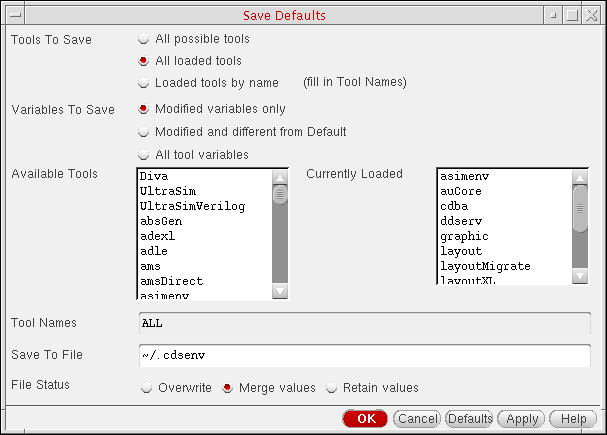 Save Defaults
Tools To Save
All possible tools
All loaded tools
Loaded tools by name (fill in Tool Names)
Variables To Save
Modified variables only
Modified and different from Default
All tool variables
Available Tools
Diva
UltraSim
UltraSimVerilog
absGen
adexl
adle
ams
amsDirect
asimenv
Currently Loaded
asimenv
auCore
cdba
ddserv
graphic
layout
layoutMigrate
layoutXL
Tool Names
ALL
Save To File
~/.cdsenv
File Status
Overwrite Merge values Retain values
OK Cancel Defaults Apply Help